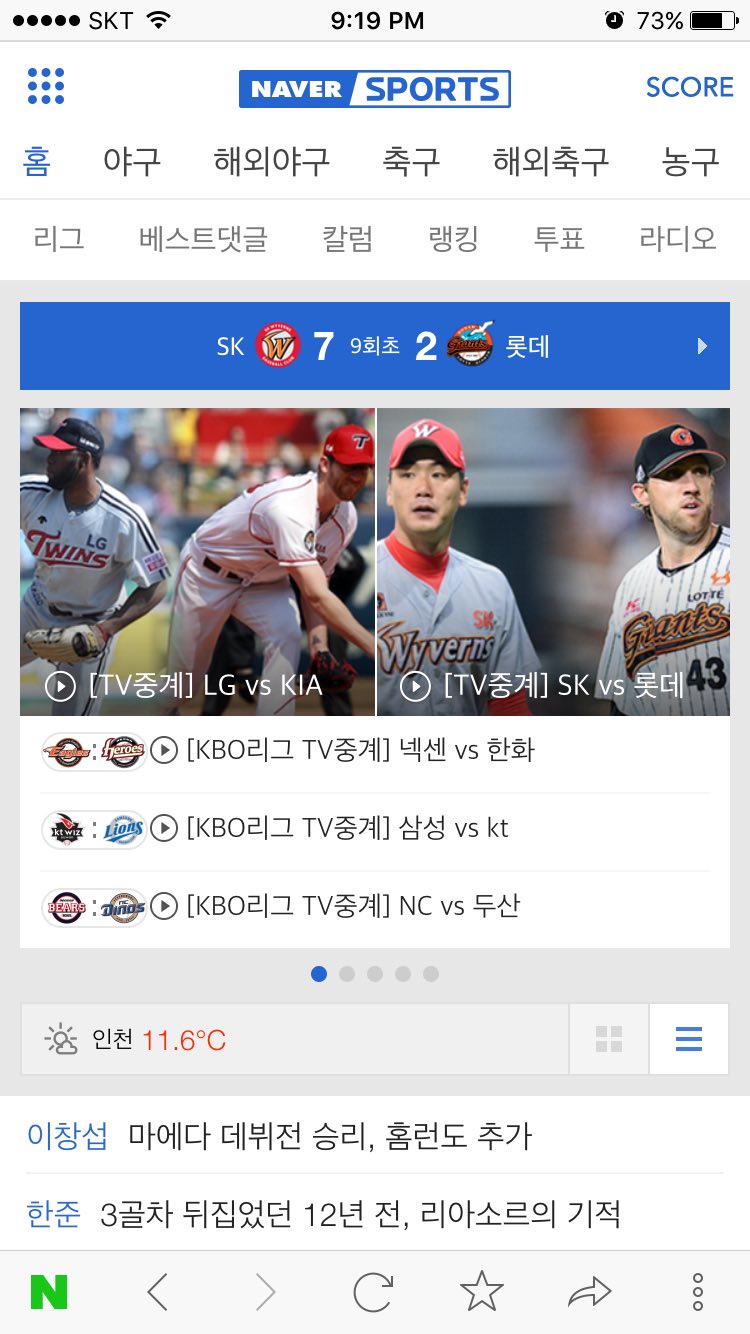 SKT 9:19 PM 73%
NAVER SPORTS SCORE
홈 야구 해외야구 축구 해외축구 농구
리그 베스트댓글 칼럼 랭킹 투표 라디오
SK W 7 9회초 2 Giants 롯데
T
W
G
LG
TWINS
SK
Wyverns
LOTTE
Giants
43
[TV중계] LG vs KIA
[TV중계] SK vs 롯데
Eagles : Heroes [KBO리그 TV중계] 넥센 vs 한화
kt wiz : Lions [KBO리그 TV중계] 삼성 vs kt
BEARS : NC Dinos [KBO리그 TV중계] NC vs 두산
인천 11.6°C
이창섭 마에다 데뷔전 승리, 홈런도 추가
한준 3골차 뒤집었던 12년 전, 리아소르의 기적
N